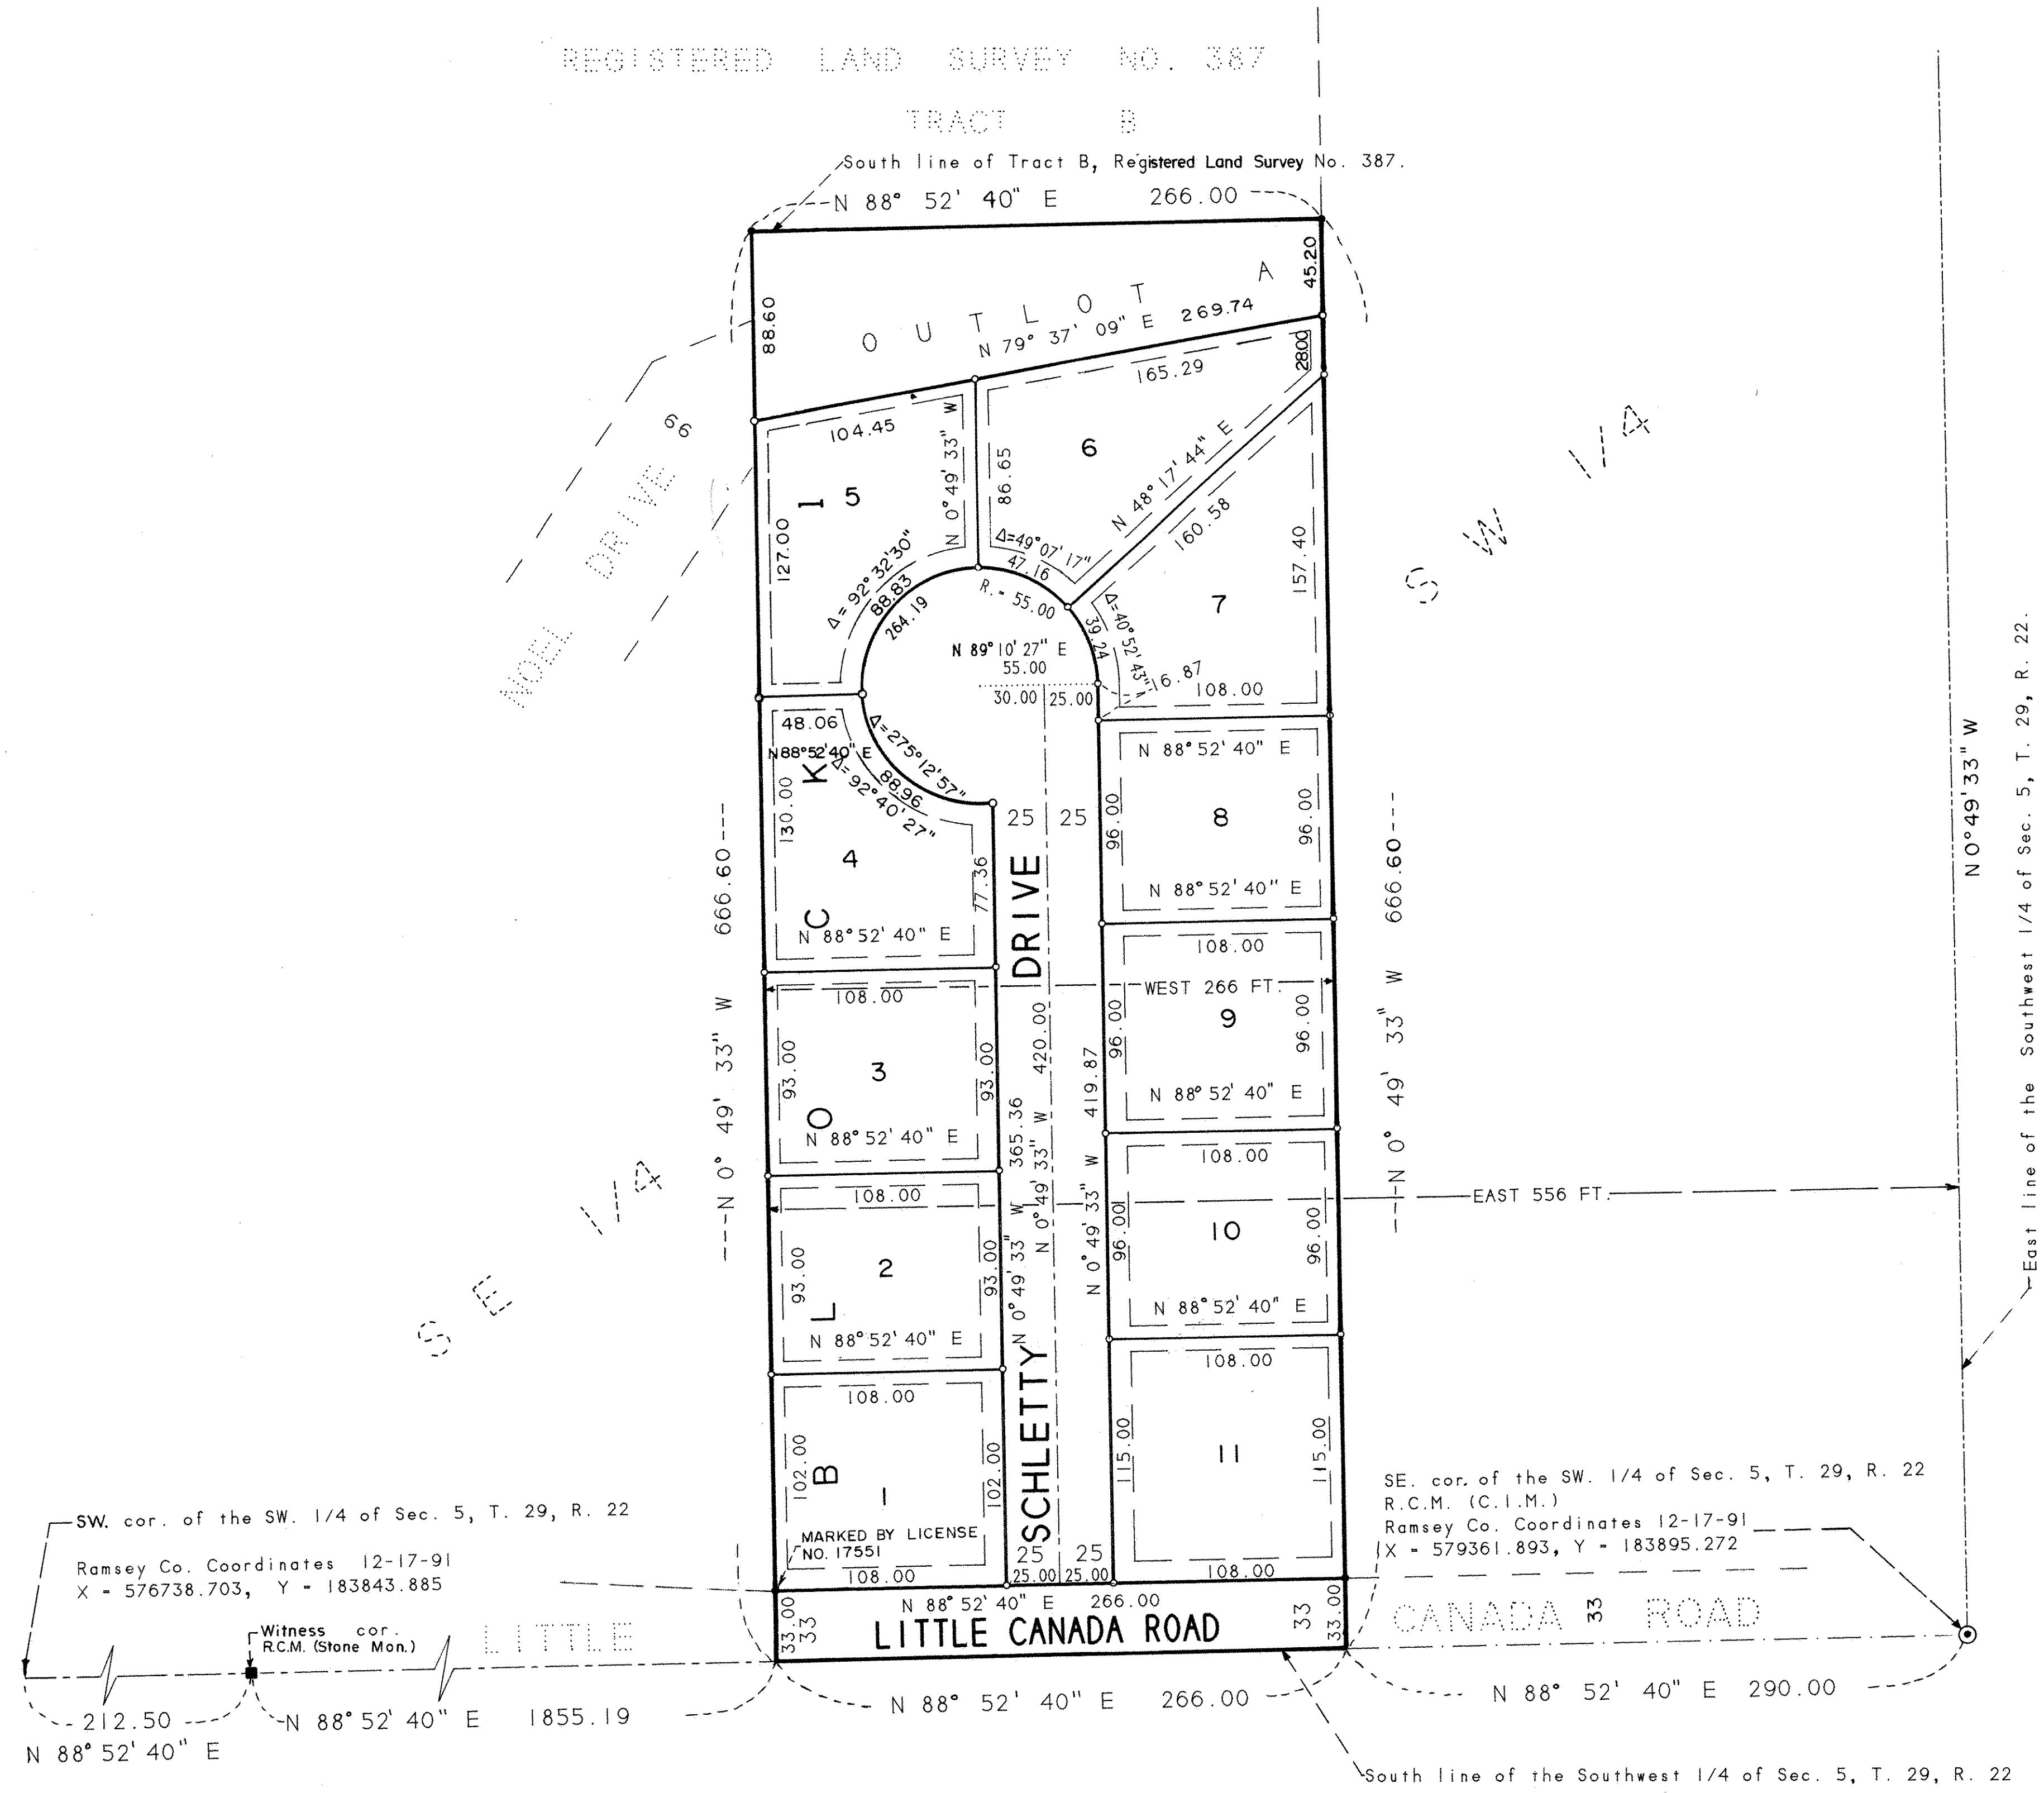 REGISTERED LAND SURVEY NO. 387
TRACT B
South line of Tract B, Registered Land Survey No. 387.
N 88° 52' 40" E 266.00
88.60
45.20
OUTLOT A
N 79° 37' 09" E 269.74
104.45
165.29
28.00
NOEL DRIVE 66
1
5
127.00
N 0° 49' 33" W
Δ= 92° 32' 30"
88.83
264.19
6
86.65
Δ=49° 07' 17"
47.16
R. = 55.00
N 48° 17' 44" E
160.58
7
157.40
Δ=40° 52' 43"
39.24
16.87
108.00
N 89° 10' 27" E
55.00
30.00 25.00
SW 1/4
48.06
N 88° 52' 40" E
Δ=275° 12' 57"
88.96
Δ= 92° 40' 27"
130.00
4
77.36
N 88° 52' 40" E
25 25
N 88° 52' 40" E
8
96.00
96.00
N 88° 52' 40" E
108.00
WEST 266 FT.
9
96.00
96.00
N 88° 52' 40" E
108.00
10
96.00
96.00
N 88° 52' 40" E
108.00
11
115.00
115.00
108.00
108.00
3
93.00
93.00
N 88° 52' 40" E
108.00
2
93.00
93.00
N 88° 52' 40" E
108.00
1
102.00
102.00
MARKED BY LICENSE
NO. 17551
108.00
BLOCK
SCHLETTY DRIVE
N 0° 49' 33" W 365.36
N 0° 49' 33" W 420.00
N 0° 49' 33" W 419.87
25 25
25.00 25.00
N 0° 49' 33" W 666.60
N 0° 49' 33" W 666.60
EAST 556 FT.
N 0° 49' 33" W
East line of the Southwest 1/4 of Sec. 5, T. 29, R. 22.
SE 1/4
SW. cor. of the SW. 1/4 of Sec. 5, T. 29, R. 22
Ramsey Co. Coordinates 12-17-91
X = 576738.703, Y = 183843.885
Witness cor.
R.C.M. (Stone Mon.)
SE. cor. of the SW. 1/4 of Sec. 5, T. 29, R. 22
R.C.M. (C.I.M.)
Ramsey Co. Coordinates 12-17-91
X = 579361.893, Y = 183895.272
N 88° 52' 40" E 266.00
33.00
33
LITTLE CANADA ROAD
33
33.00
LITTLE
CANADA 33 ROAD
212.50
N 88° 52' 40" E
N 88° 52' 40" E 1855.19
N 88° 52' 40" E 266.00
N 88° 52' 40" E 290.00
South line of the Southwest 1/4 of Sec. 5, T. 29, R. 22